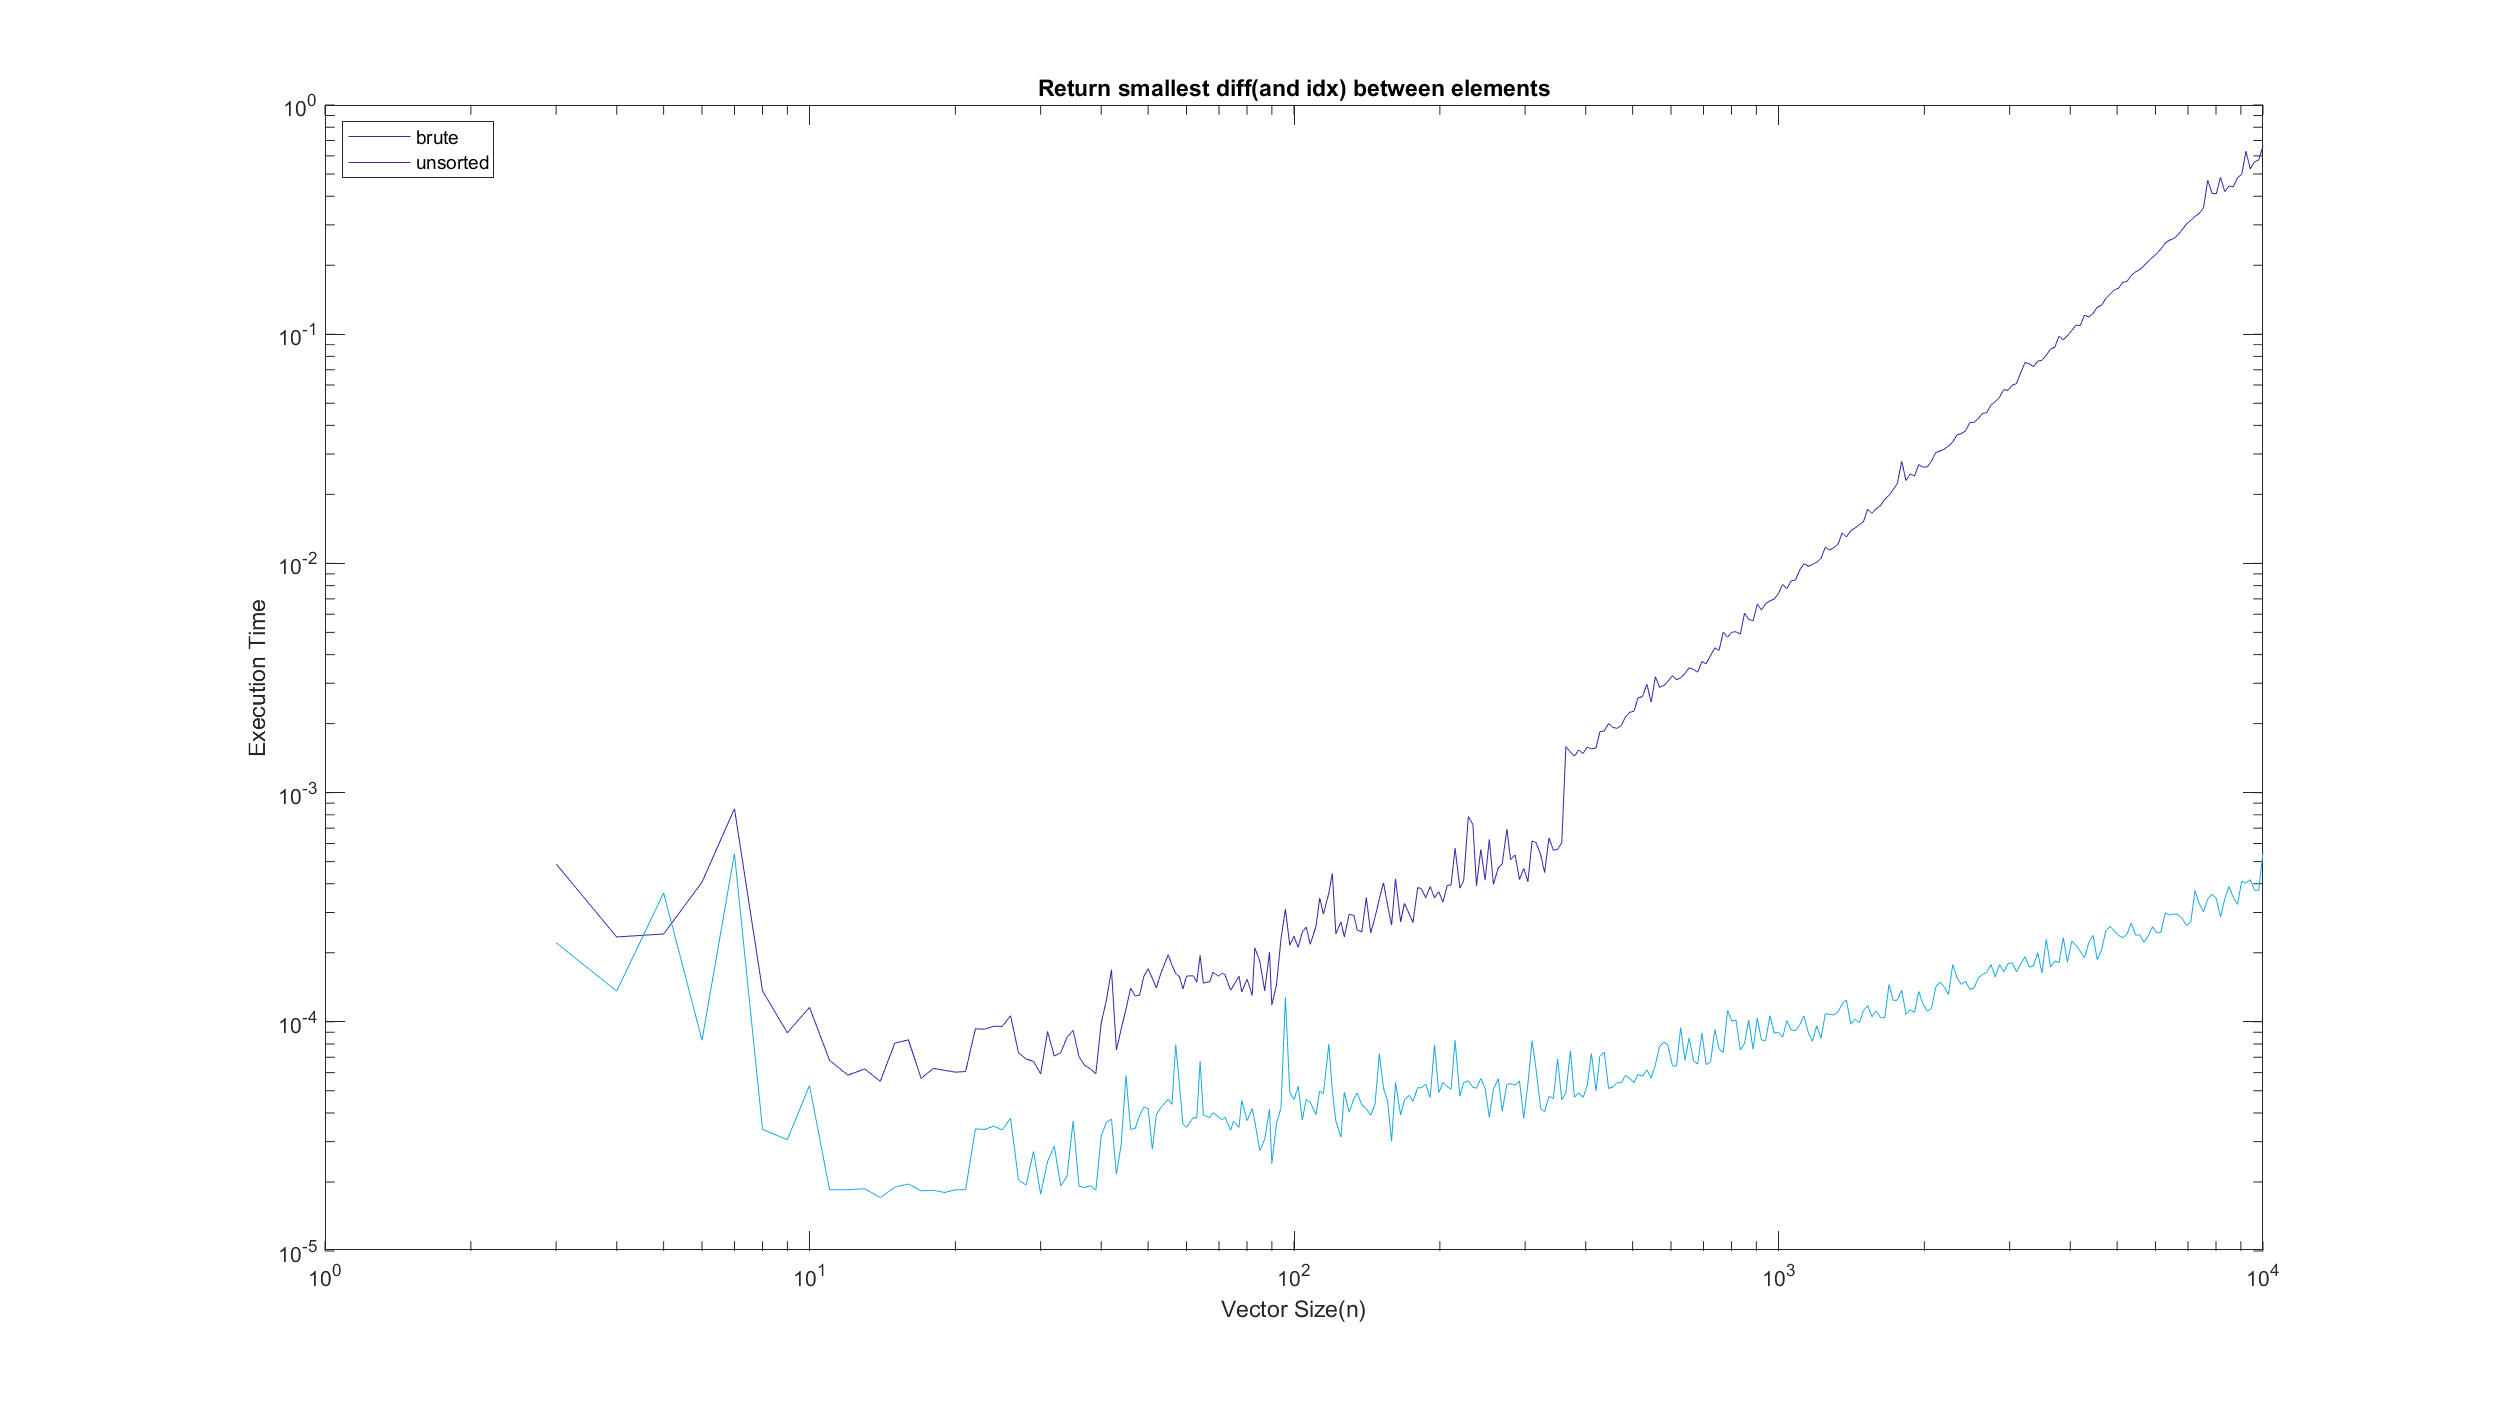 Return smallest diff(and idx) between elements
brute
unsorted
10^0
10^-1
10^-2
10^-3
10^-4
10^-5
Execution Time
10^0 10^1 10^2 10^3 10^4
Vector Size(n)